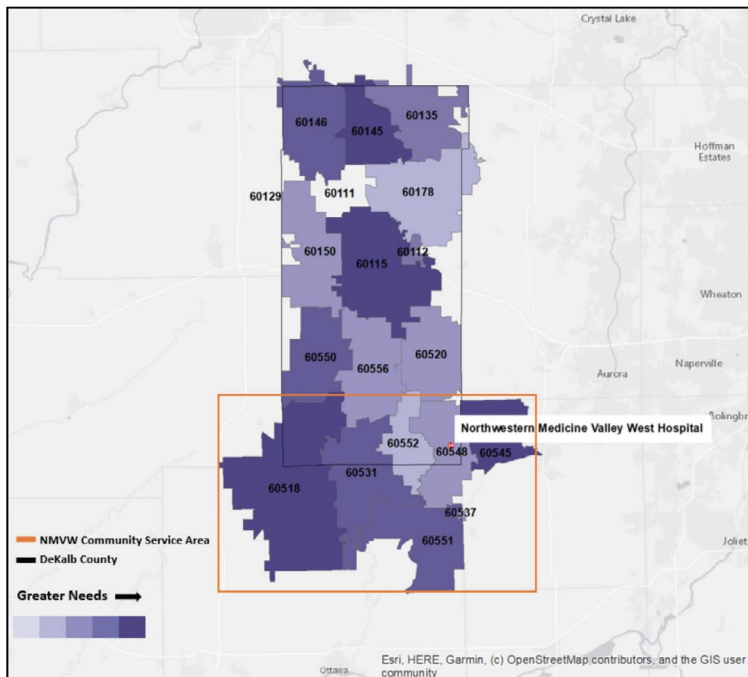 Crystal Lake
60146
60145
60135
Hoffman
Estates
60129
60111
60178
60150
60115
60112
Wheaton
60550
60556
60520
Naperville
Aurora
Bolingbr
Northwestern Medicine Valley West Hospital
60552
60548
60545
60531
60518
60537
60551
NMVW Community Service Area
DeKalb County
Joliet
Greater Needs
Ottawa
Esri, HERE, Garmin, (c) OpenStreetMap contributors, and the GIS user
community